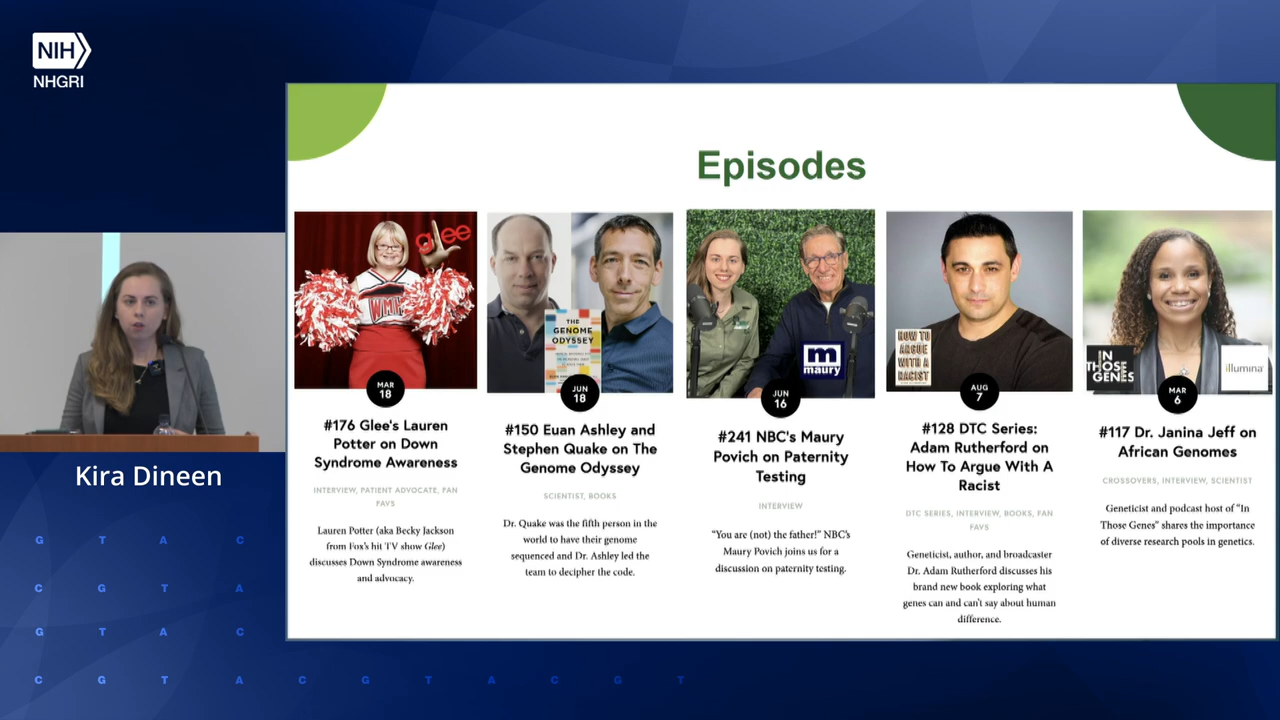 NIH
NHGRI
Episodes
glee
WMHS
MAR
18
#176 Glee's Lauren
Potter on Down
Syndrome Awareness
INTERVIEW, PATIENT ADVOCATE, FAN
FAVS
Lauren Potter (aka Becky Jackson
from Fox's hit TV show Glee)
discusses Down Syndrome awareness
and advocacy.
THE
GENOME
ODYSSEY
JUN
18
#150 Euan Ashley and
Stephen Quake on The
Genome Odyssey
SCIENTIST, BOOKS
Dr. Quake was the fifth person in the
world to have their genome
sequenced and Dr. Ashley led the
team to decipher the code.
m
maury
JUN
16
#241 NBC's Maury
Povich on Paternity
Testing
INTERVIEW
“You are (not) the father!” NBC's
Maury Povich joins us for a
discussion on paternity testing.
HOW TO
ARGUE
WITH A
RACIST
AUG
7
#128 DTC Series:
Adam Rutherford on
How To Argue With A
Racist
DTC SERIES, INTERVIEW, BOOKS, FAN
FAVS
Geneticist, author, and broadcaster
Dr. Adam Rutherford discusses his
brand new book exploring what
genes can and can't say about human
difference.
IN
THOSE
GENES
illumina
MAR
6
#117 Dr. Janina Jeff on
African Genomes
CROSSOVERS, INTERVIEW, SCIENTIST
Geneticist and podcast host of “In
Those Genes” shares the importance
of diverse research pools in genetics.
Kira Dineen
G T A C
C G T A
G T A C
C G T A C G T A C G T